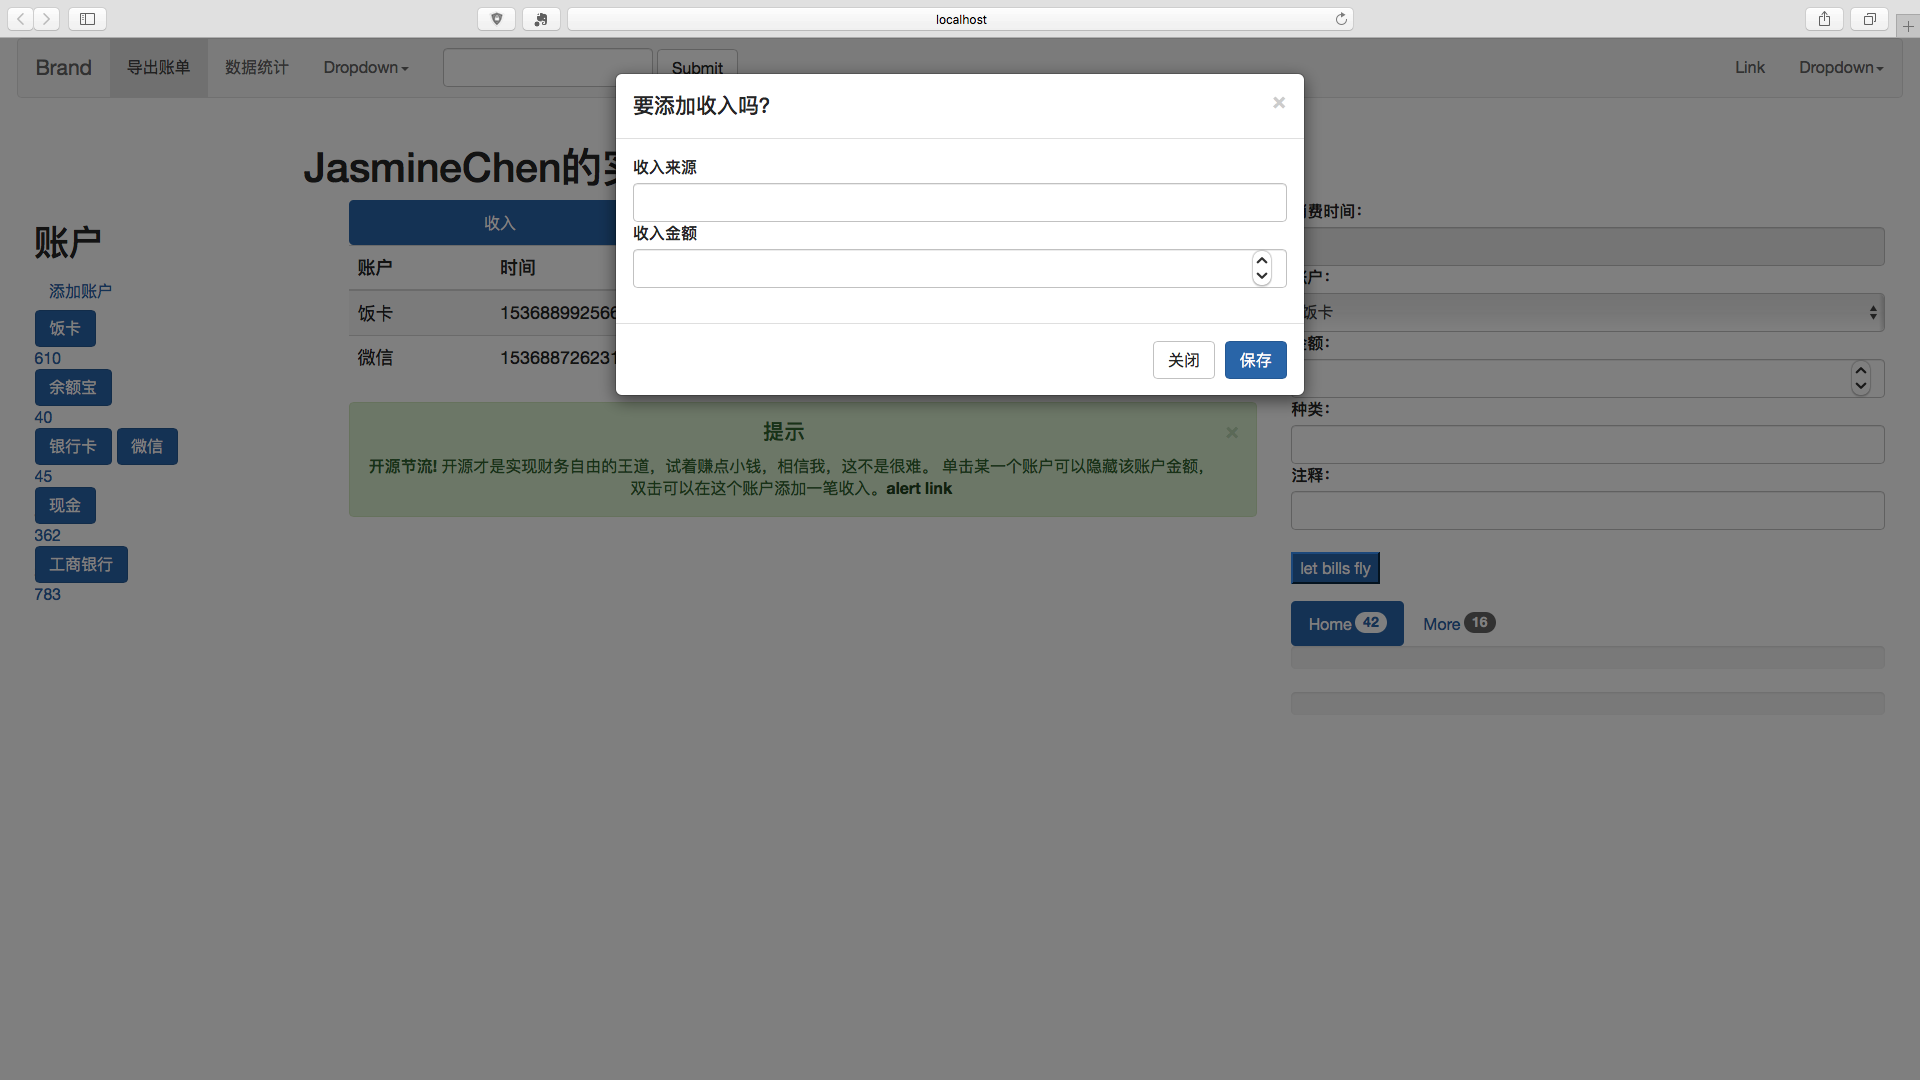 localhost
Brand 导出账单 数据统计 Dropdown Submit Link Dropdown
要添加收入吗? ×
收入来源
收入金额
关闭 保存
JasmineChen的
账户
添加账户
饭卡
610
余额宝
40
银行卡 微信
45
现金
362
工商银行
783
收入
账户 时间
饭卡 153688992566
微信 153688726231
提示 ×
开源节流! 开源才是实现财务自由的王道，试着赚点小钱，相信我，这不是很难。 单击某一个账户可以隐藏该账户金额，
双击可以在这个账户添加一笔收入。alert link
费时间：
户：
饭卡
额：
种类：
注释：
let bills fly
Home 42 More 16